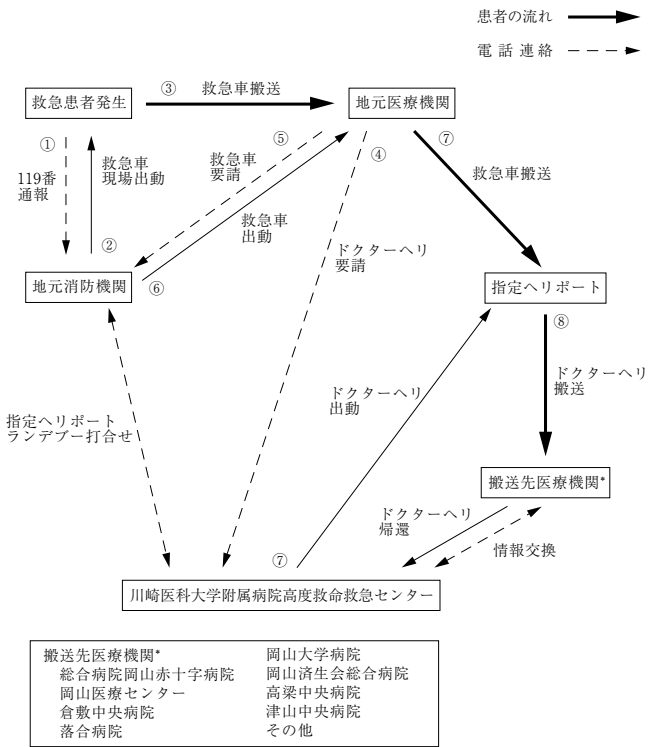 患者の流れ
電話連絡
救急患者発生
③
救急車搬送
地元医療機関
①
119番
通報
救急車
現場出動
②
⑤
救急車
要請
④
救急車
出動
⑥
⑦
救急車搬送
ドクターヘリ
要請
地元消防機関
指定ヘリポート
⑧
ドクターヘリ
搬送
ドクターヘリ
出動
指定ヘリポート
ランデブー打合せ
搬送先医療機関*
ドクターヘリ
帰還
情報交換
⑦
川崎医科大学附属病院高度救命救急センター
搬送先医療機関*
総合病院岡山赤十字病院
岡山医療センター
倉敷中央病院
落合病院
岡山大学病院
岡山済生会総合病院
高梁中央病院
津山中央病院
その他